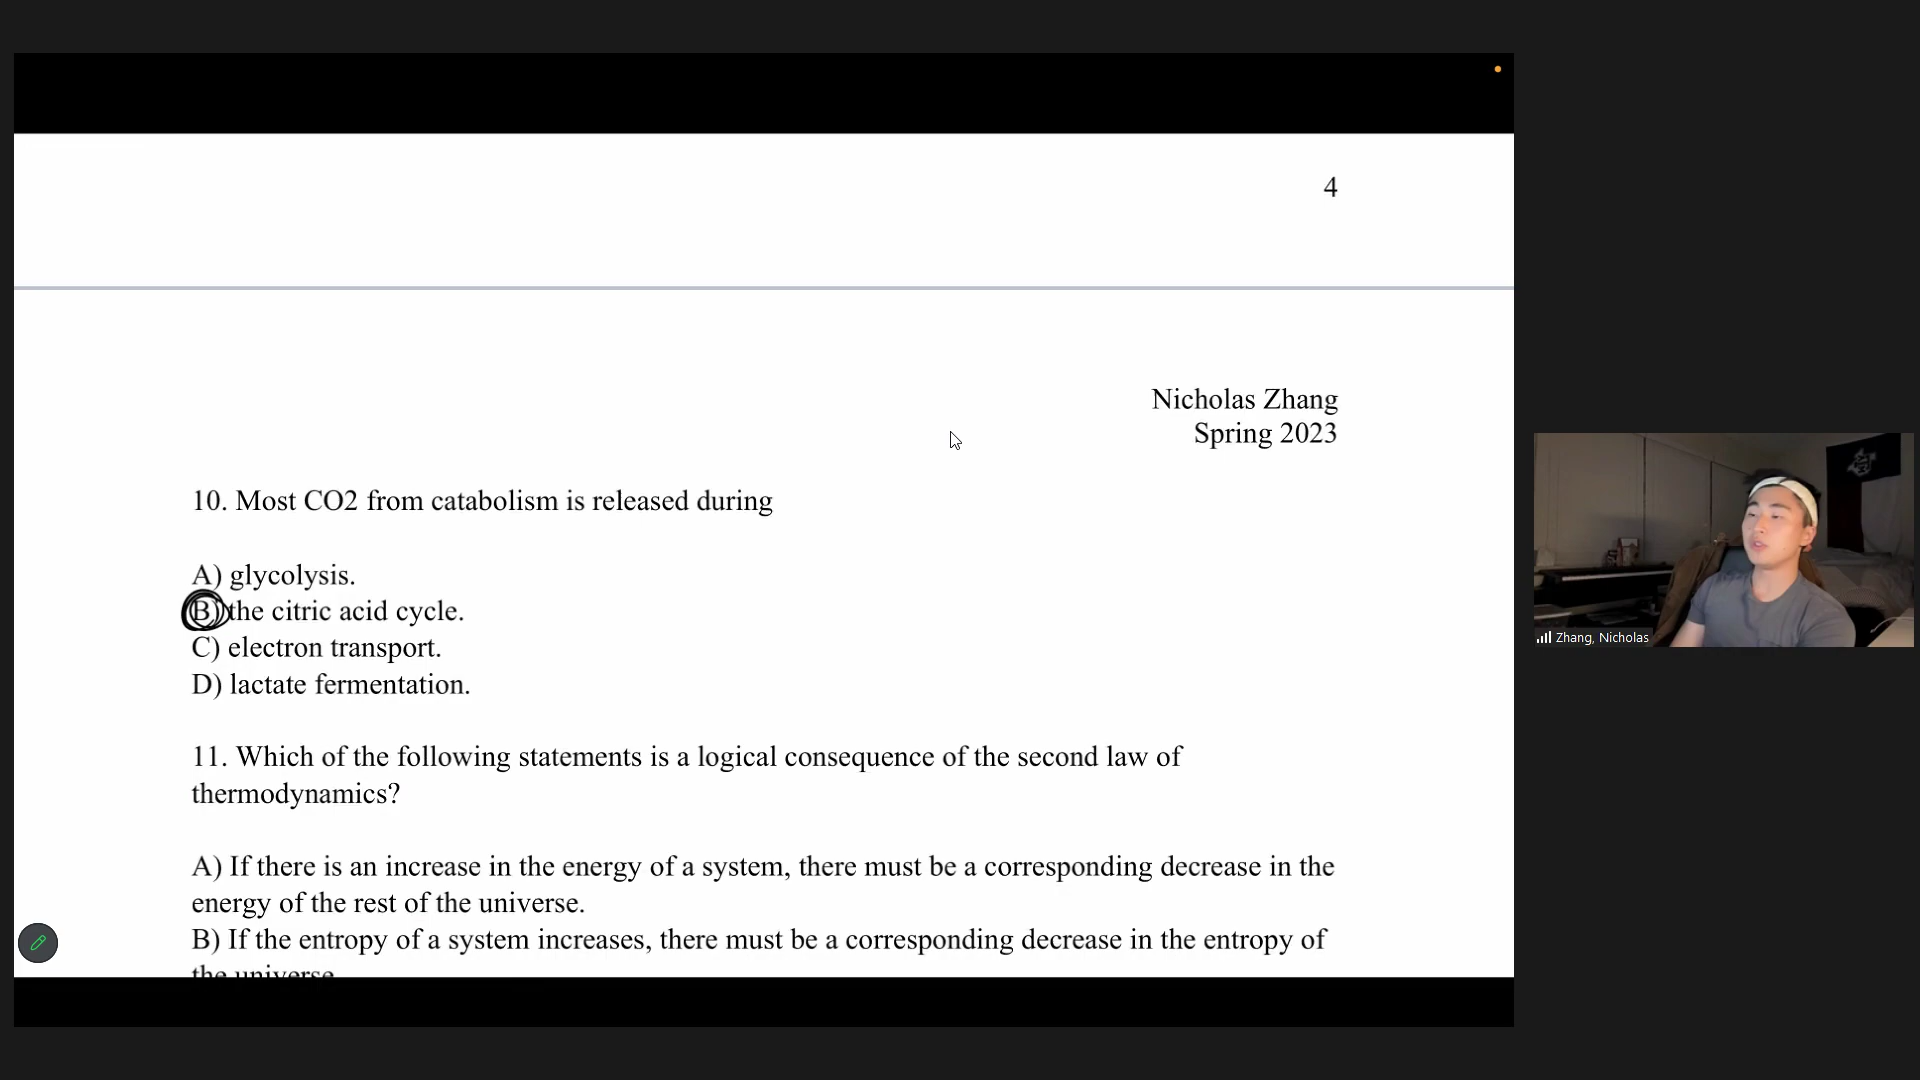 4
Nicholas Zhang
Spring 2023
10. Most CO2 from catabolism is released during
A) glycolysis.
B) the citric acid cycle.
C) electron transport.
D) lactate fermentation.
11. Which of the following statements is a logical consequence of the second law of
thermodynamics?
A) If there is an increase in the energy of a system, there must be a corresponding decrease in the
energy of the rest of the universe.
B) If the entropy of a system increases, there must be a corresponding decrease in the entropy of
the universe.
Zhang, Nicholas